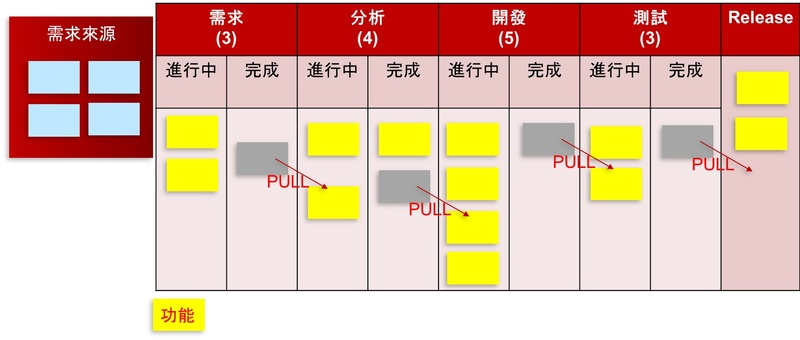 需求來源
需求
(3)
分析
(4)
開發
(5)
測試
(3)
Release
進行中
完成
進行中
完成
進行中
完成
進行中
完成
PULL
PULL
PULL
PULL
功能